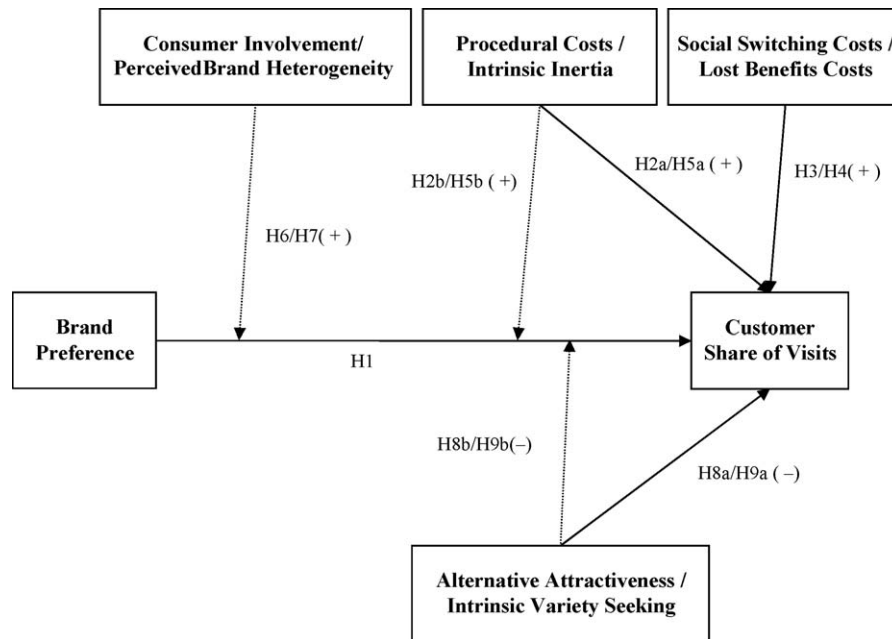 Consumer Involvement/
PerceivedBrand Heterogeneity
Procedural Costs /
Intrinsic Inertia
Social Switching Costs /
Lost Benefits Costs
H2a/H5a ( + )
H3/H4( + )
H2b/H5b ( +)
H6/H7( + )
Brand
Preference
Customer
Share of Visits
H1
H8b/H9b(–)
H8a/H9a ( –)
Alternative Attractiveness /
Intrinsic Variety Seeking